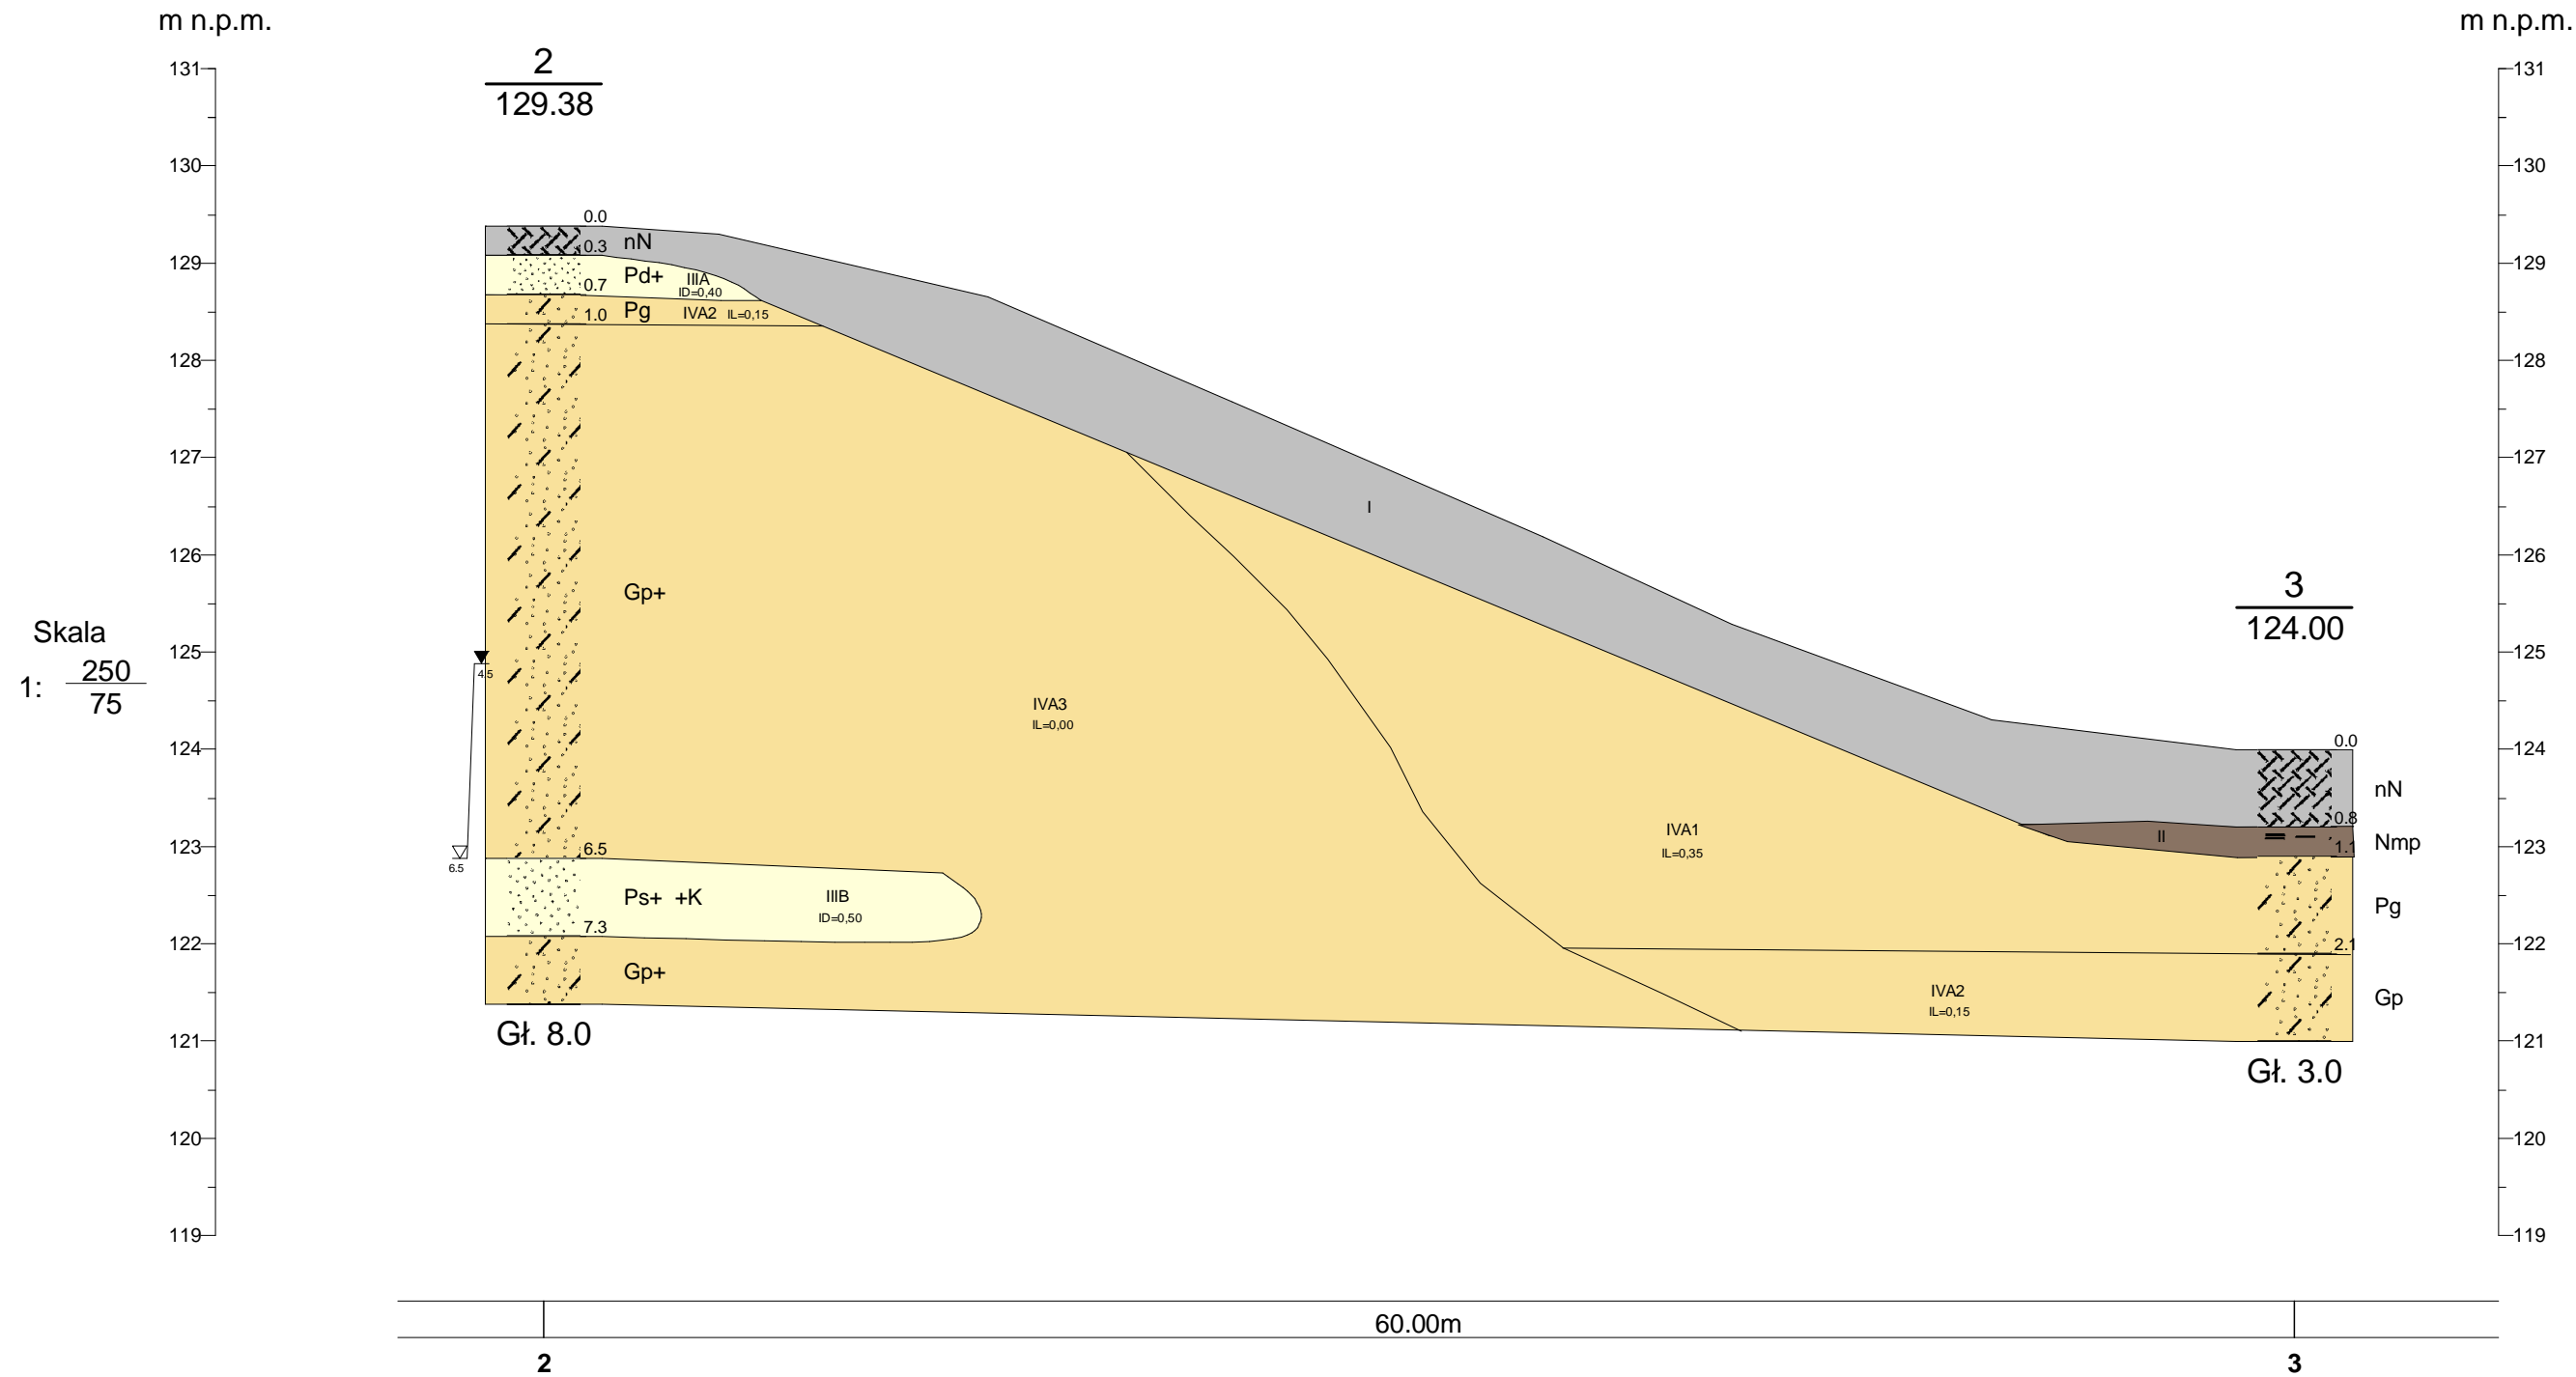 m n.p.m.
m n.p.m.
131
130
129
128
127
126
125
124
123
122
121
120
119
131
130
129
128
127
126
125
124
123
122
121
120
119
Skala
1: 250
75
2
129.38
0.0
0.3 nN
Pd+ IIIA
ID=0,40
0.7
Pg IVA2 IL=0,15
1.0
Gp+
4.5
6.5
6.5
Ps+ +K IIIB
ID=0,50
7.3
Gp+
Gł. 8.0
I
IVA3
IL=0,00
IVA1
IL=0,35
II
IVA2
IL=0,15
3
124.00
0.0
nN
0.8
Nmp
1.1
Pg
2.1
Gp
Gł. 3.0
60.00m
2
3